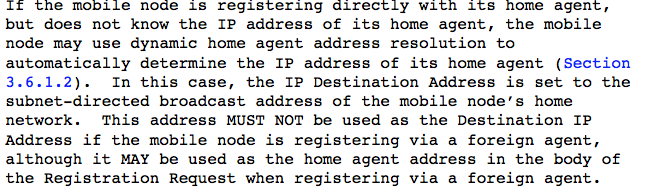 If the mobile node is registering directly with its home agent,
but does not know the IP address of its home agent, the mobile
node may use dynamic home agent address resolution to
automatically determine the IP address of its home agent (Section
3.6.1.2).  In this case, the IP Destination Address is set to the
subnet-directed broadcast address of the mobile node's home
network.  This address MUST NOT be used as the Destination IP
Address if the mobile node is registering via a foreign agent,
although it MAY be used as the home agent address in the body of
the Registration Request when registering via a foreign agent.